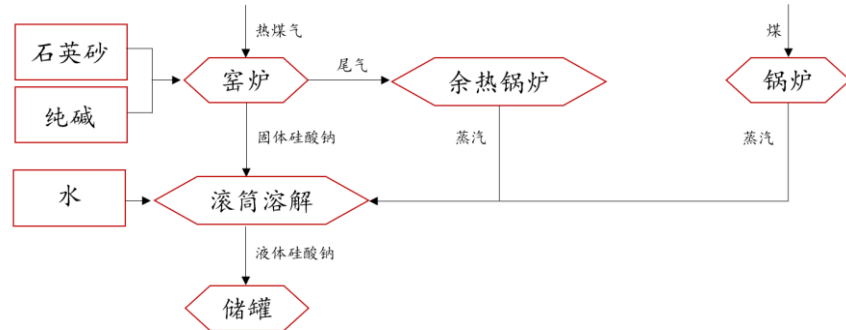 热煤气
煤
石英砂
纯碱
窑炉
尾气
余热锅炉
锅炉
固体硅酸钠
蒸汽
蒸汽
水
滚筒溶解
液体硅酸钠
储罐